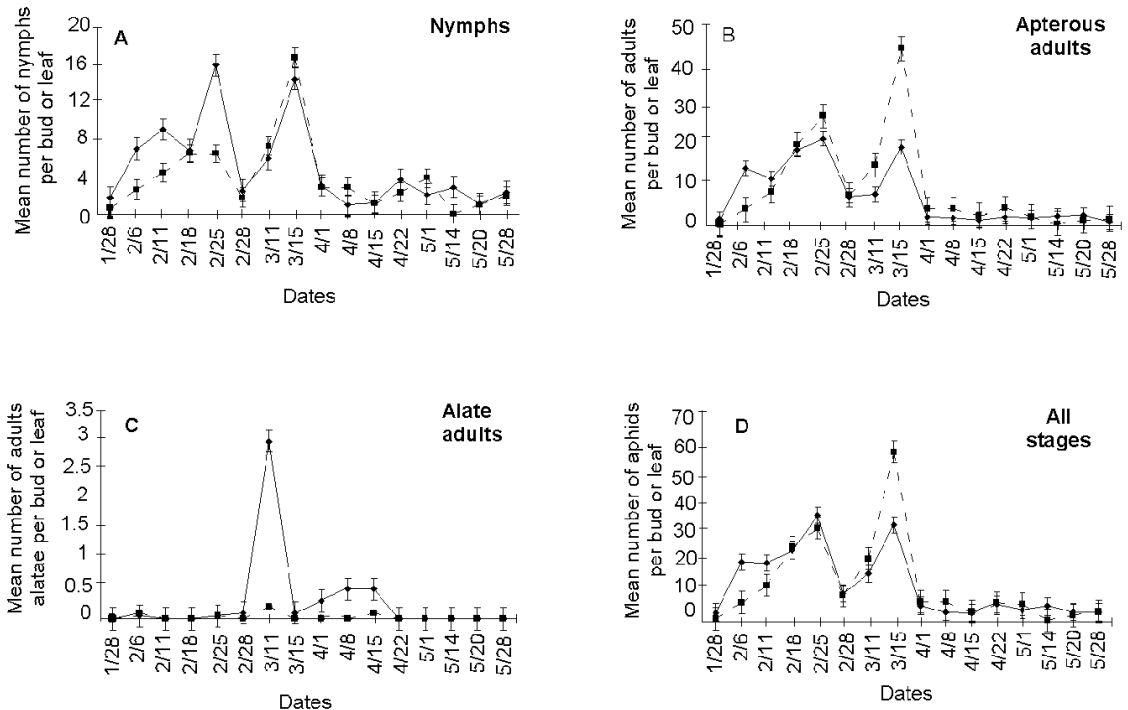 A
Nymphs
Mean number of nymphs
per bud or leaf
20
16
12
8
4
0
1/28 2/6 2/11 2/18 2/25 2/28 3/11 3/15 4/1 4/8 4/15 4/22 5/1 5/14 5/20 5/28
Dates
B
Apterous
adults
Mean number of adults
per bud or leaf
50
40
30
20
10
0
1/28 2/6 2/11 2/18 2/25 2/28 3/11 3/15 4/1 4/8 4/15 4/22 5/1 5/14 5/20 5/28
Dates
C
Alate
adults
Mean number of adults
alatae per bud or leaf
3.5
3
2.5
1.5
1
0.5
0
1/28 2/6 2/11 2/18 2/25 2/28 3/11 3/15 4/1 4/8 4/15 4/22 5/1 5/14 5/20 5/28
Dates
D
All
stages
Mean number of aphids
per bud or leaf
70
60
50
40
30
20
10
0
1/28 2/6 2/11 2/18 2/25 2/28 3/11 3/15 4/1 4/8 4/15 4/22 5/1 5/14 5/20 5/28
Dates